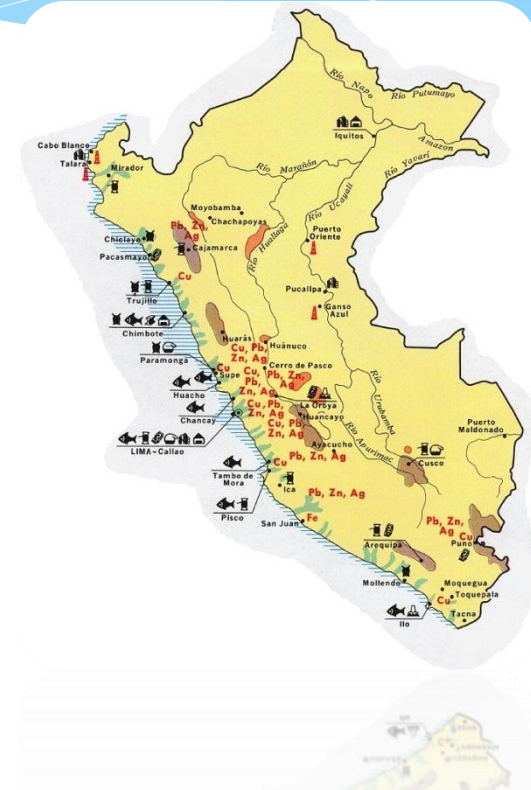 Río Napo
Río Putumayo
Iquitos
Amazon
Cabo Blanco
Talara
Mirador
Río Marañón
Río Yavari
Río Ucayali
Moyobamba
Chachapoyas
Río Huallaga
Puerto
Oriente
Pb, Zn,
Ag
Chiclayo
Cajamarca
Pacasmayo
Cu
Pucallpa
Ganso
Azul
Trujillo
Chimbote
Huarás
Huánuco
Cu, Pb,
Zn, Ag
Paramonga
Cerro de Pasco
Cu
Supe
Cu,
Pb,
Zn, Ag
Pb, Zn,
Ag
Huacho
La Oroya
Río Urubamba
Chancay
Cu, Pb,
Zn, Ag
Huancayo
Puerto
Maldonado
Cu,
Pb,
Zn, Ag
Río Apurimac
LIMA-Callao
Ayacucho
Cusco
Cu
Pb, Zn, Ag
Tambo de
Mora
Ica
Pb, Zn, Ag
Pisco
San Juan
Fe
Pb, Zn,
Ag
Cu
Puno
Arequipa
Mollendo
Moquegua
Toquepala
Cu
Tacna
Ilo